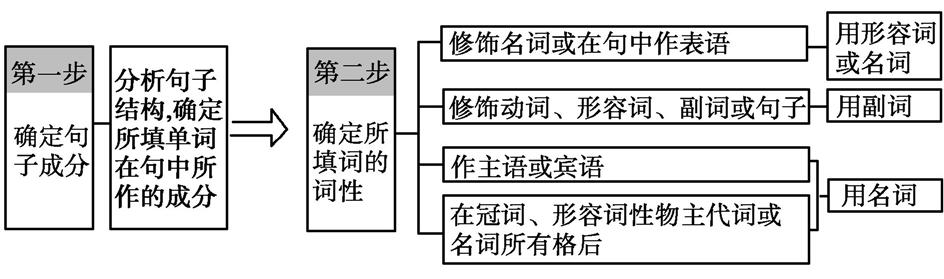 第一步
确定句
子成分
分析句子
结构,确定
所填单词
在句中所
作的成分
第二步
确定所
填词的
词性
修饰名词或在句中作表语
用形容词
或名词
修饰动词、形容词、副词或句子
用副词
作主语或宾语
在冠词、形容词性物主代词或
名词所有格后
用名词